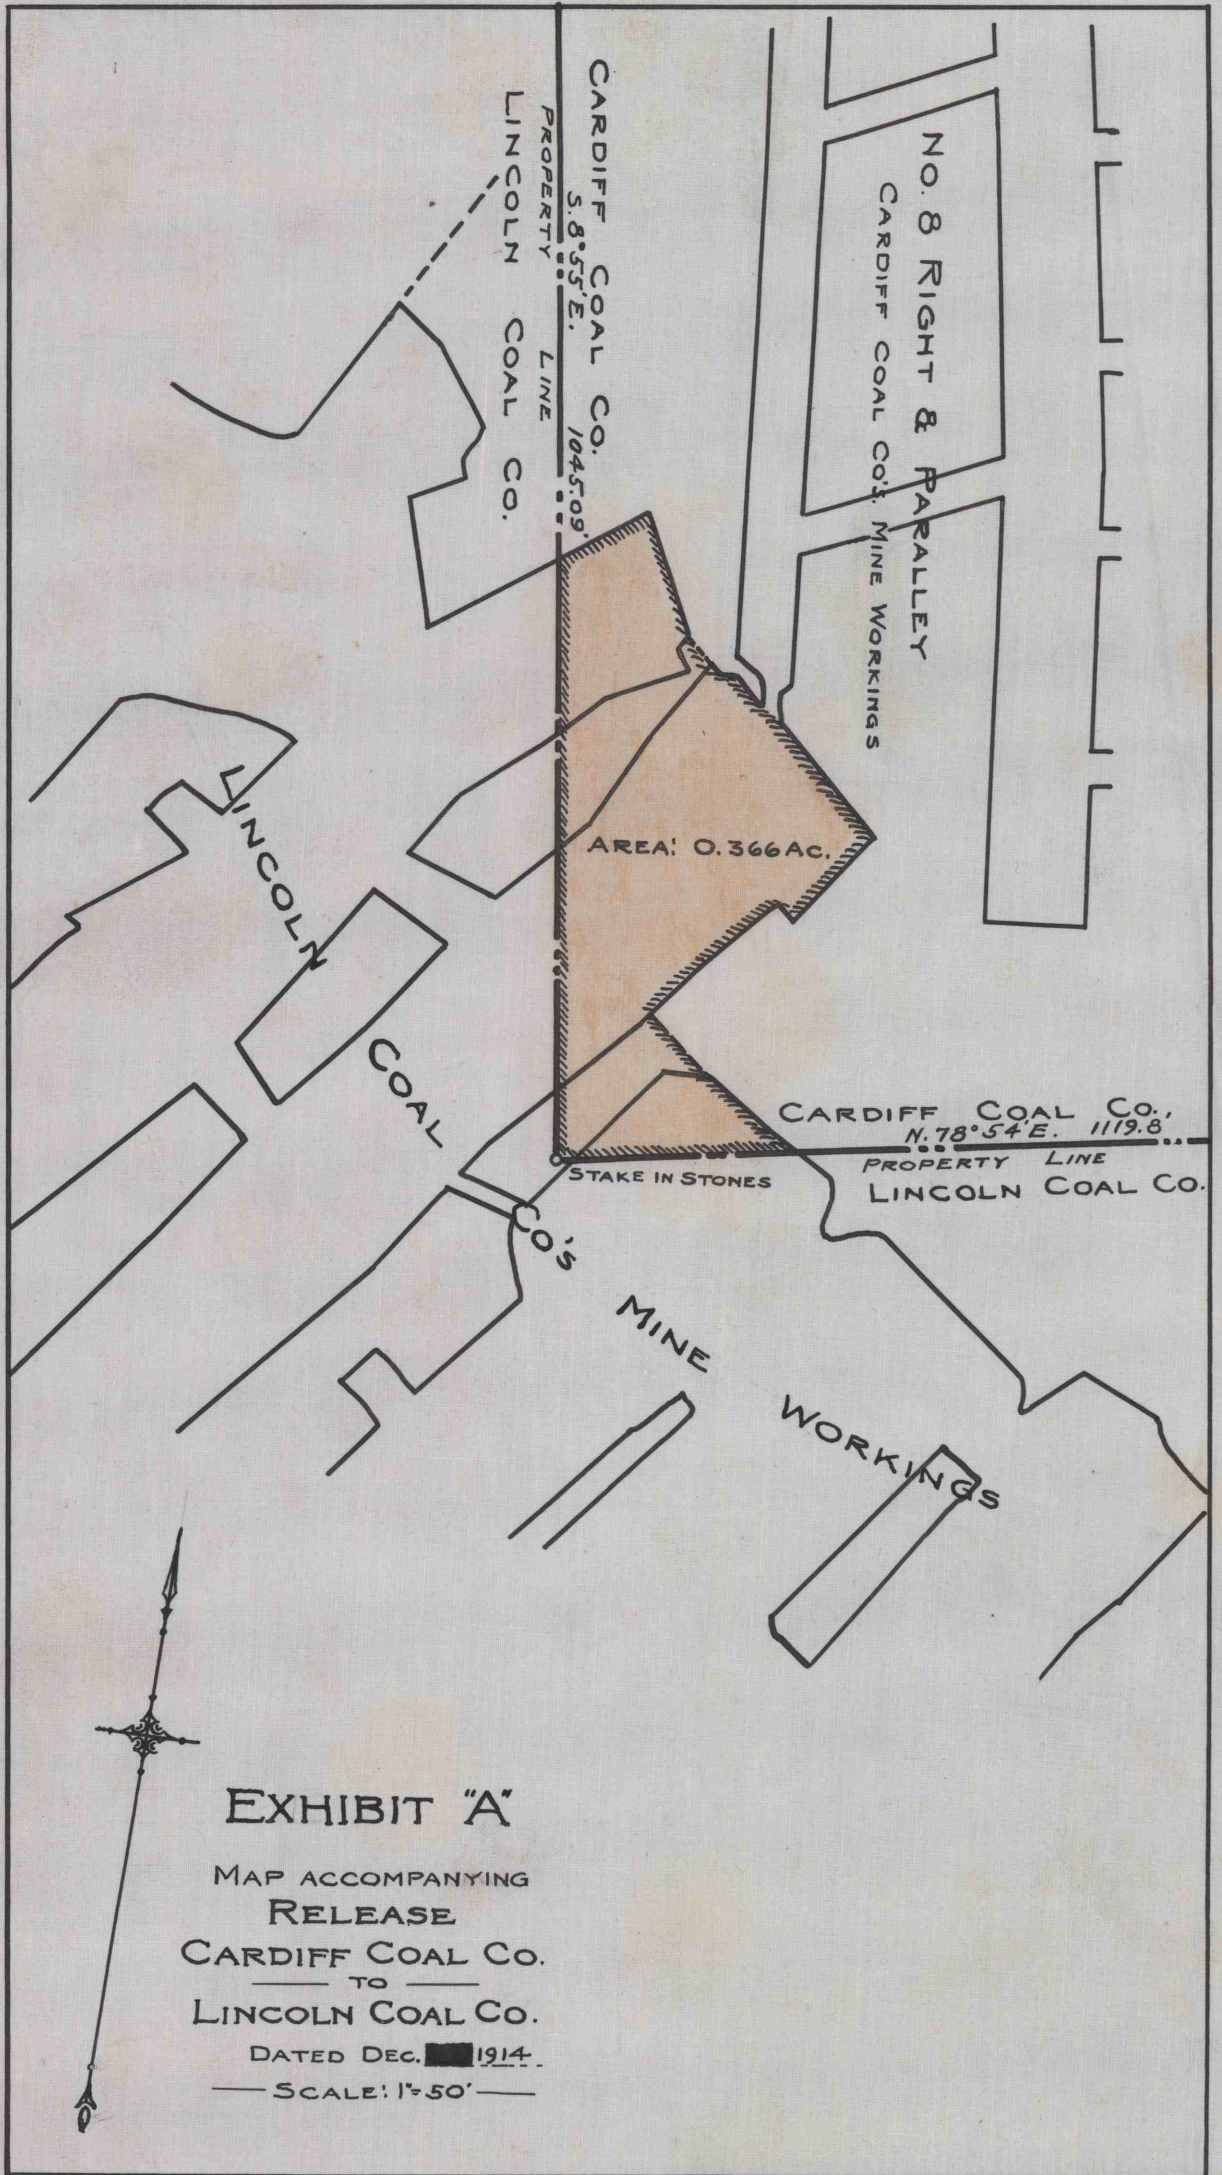 CARDIFF COAL CO.
S. 8° 55' E. 1045.09'
PROPERTY LINE
LINCOLN COAL CO.
NO. 8 RIGHT & PARALLEY
CARDIFF COAL CO'S. MINE WORKINGS
AREA: 0.366 AC.
CARDIFF COAL CO.,
N. 78° 54' E. 1119.8
PROPERTY LINE
LINCOLN COAL CO.
STAKE IN STONES
LINCOLN COAL CO'S MINE WORKINGS
EXHIBIT "A"
MAP ACCOMPANYING
RELEASE
CARDIFF COAL CO.
TO
LINCOLN COAL CO.
DATED DEC. 1914
SCALE: 1"=50'